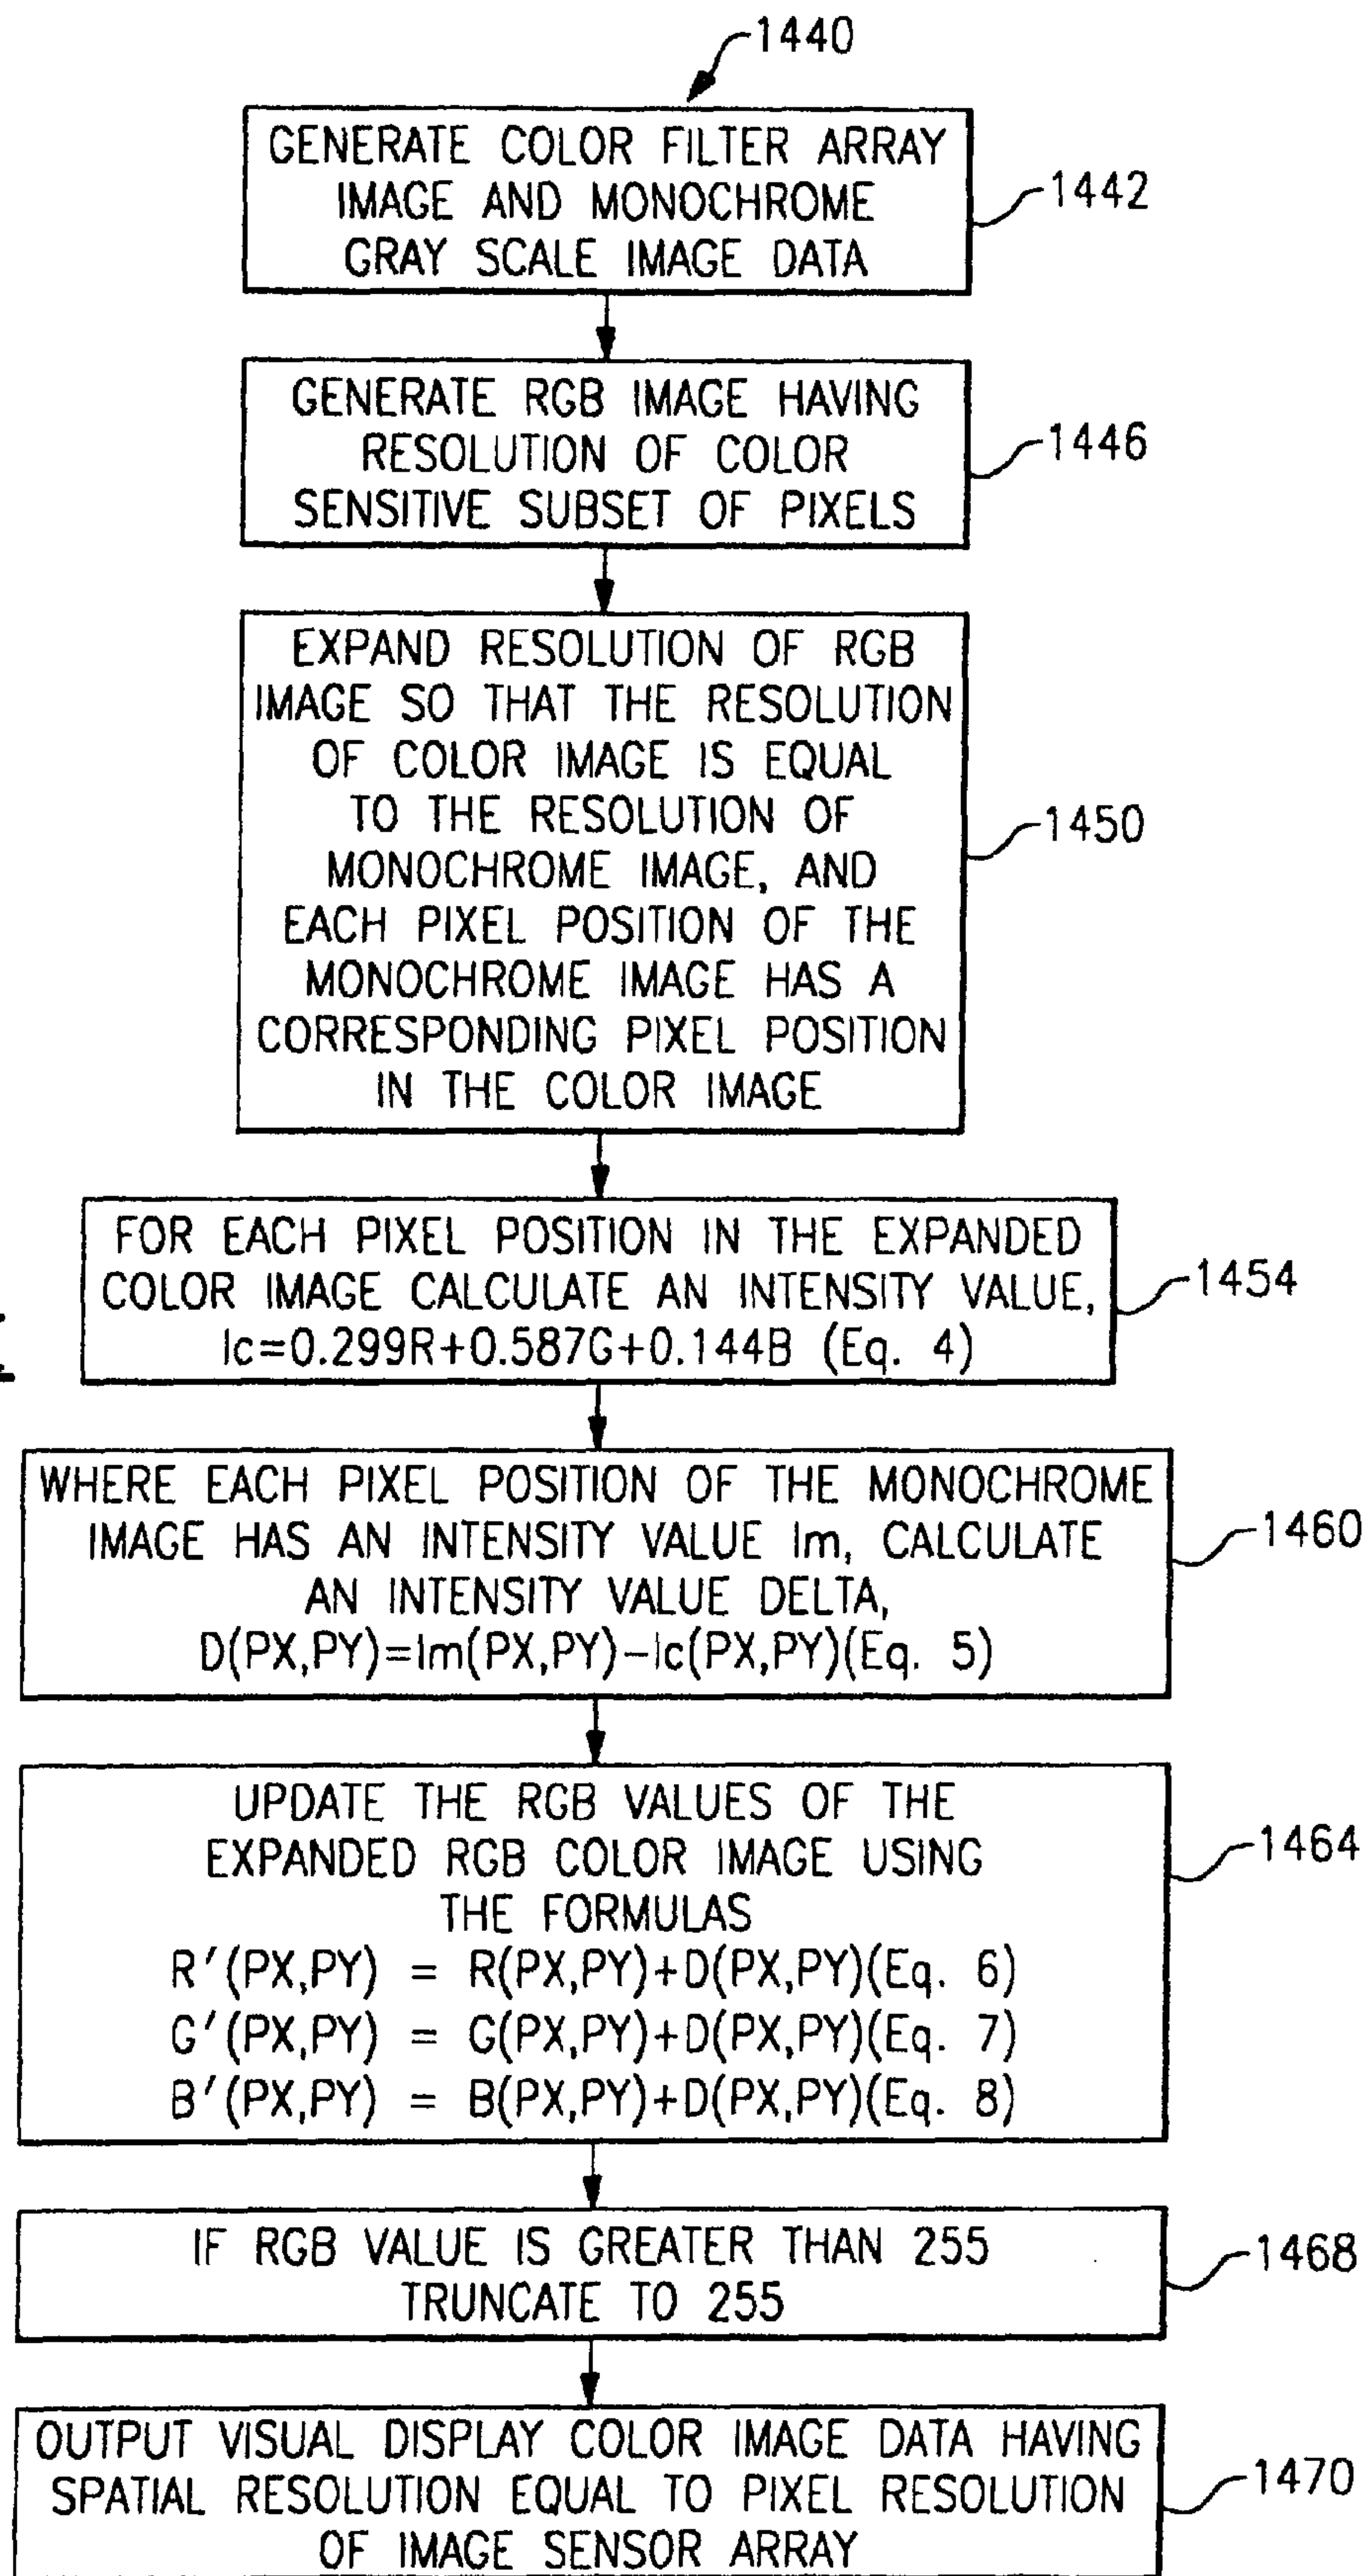 1440
GENERATE COLOR FILTER ARRAY
IMAGE AND MONOCHROME
GRAY SCALE IMAGE DATA
1442
GENERATE RGB IMAGE HAVING
RESOLUTION OF COLOR
SENSITIVE SUBSET OF PIXELS
1446
EXPAND RESOLUTION OF RGB
IMAGE SO THAT THE RESOLUTION
OF COLOR IMAGE IS EQUAL
TO THE RESOLUTION OF
MONOCHROME IMAGE, AND
EACH PIXEL POSITION OF THE
MONOCHROME IMAGE HAS A
CORRESPONDING PIXEL POSITION
IN THE COLOR IMAGE
1450
FOR EACH PIXEL POSITION IN THE EXPANDED
COLOR IMAGE CALCULATE AN INTENSITY VALUE,
Ic=0.299R+0.587G+0.144B (Eq. 4)
1454
WHERE EACH PIXEL POSITION OF THE MONOCHROME
IMAGE HAS AN INTENSITY VALUE Im, CALCULATE
AN INTENSITY VALUE DELTA,
D(PX,PY)=Im(PX,PY)-Ic(PX,PY)(Eq. 5)
1460
UPDATE THE RGB VALUES OF THE
EXPANDED RGB COLOR IMAGE USING
THE FORMULAS
R'(PX,PY) = R(PX,PY)+D(PX,PY)(Eq. 6)
G'(PX,PY) = G(PX,PY)+D(PX,PY)(Eq. 7)
B'(PX,PY) = B(PX,PY)+D(PX,PY)(Eq. 8)
1464
IF RGB VALUE IS GREATER THAN 255
TRUNCATE TO 255
1468
OUTPUT VISUAL DISPLAY COLOR IMAGE DATA HAVING
SPATIAL RESOLUTION EQUAL TO PIXEL RESOLUTION
OF IMAGE SENSOR ARRAY
1470